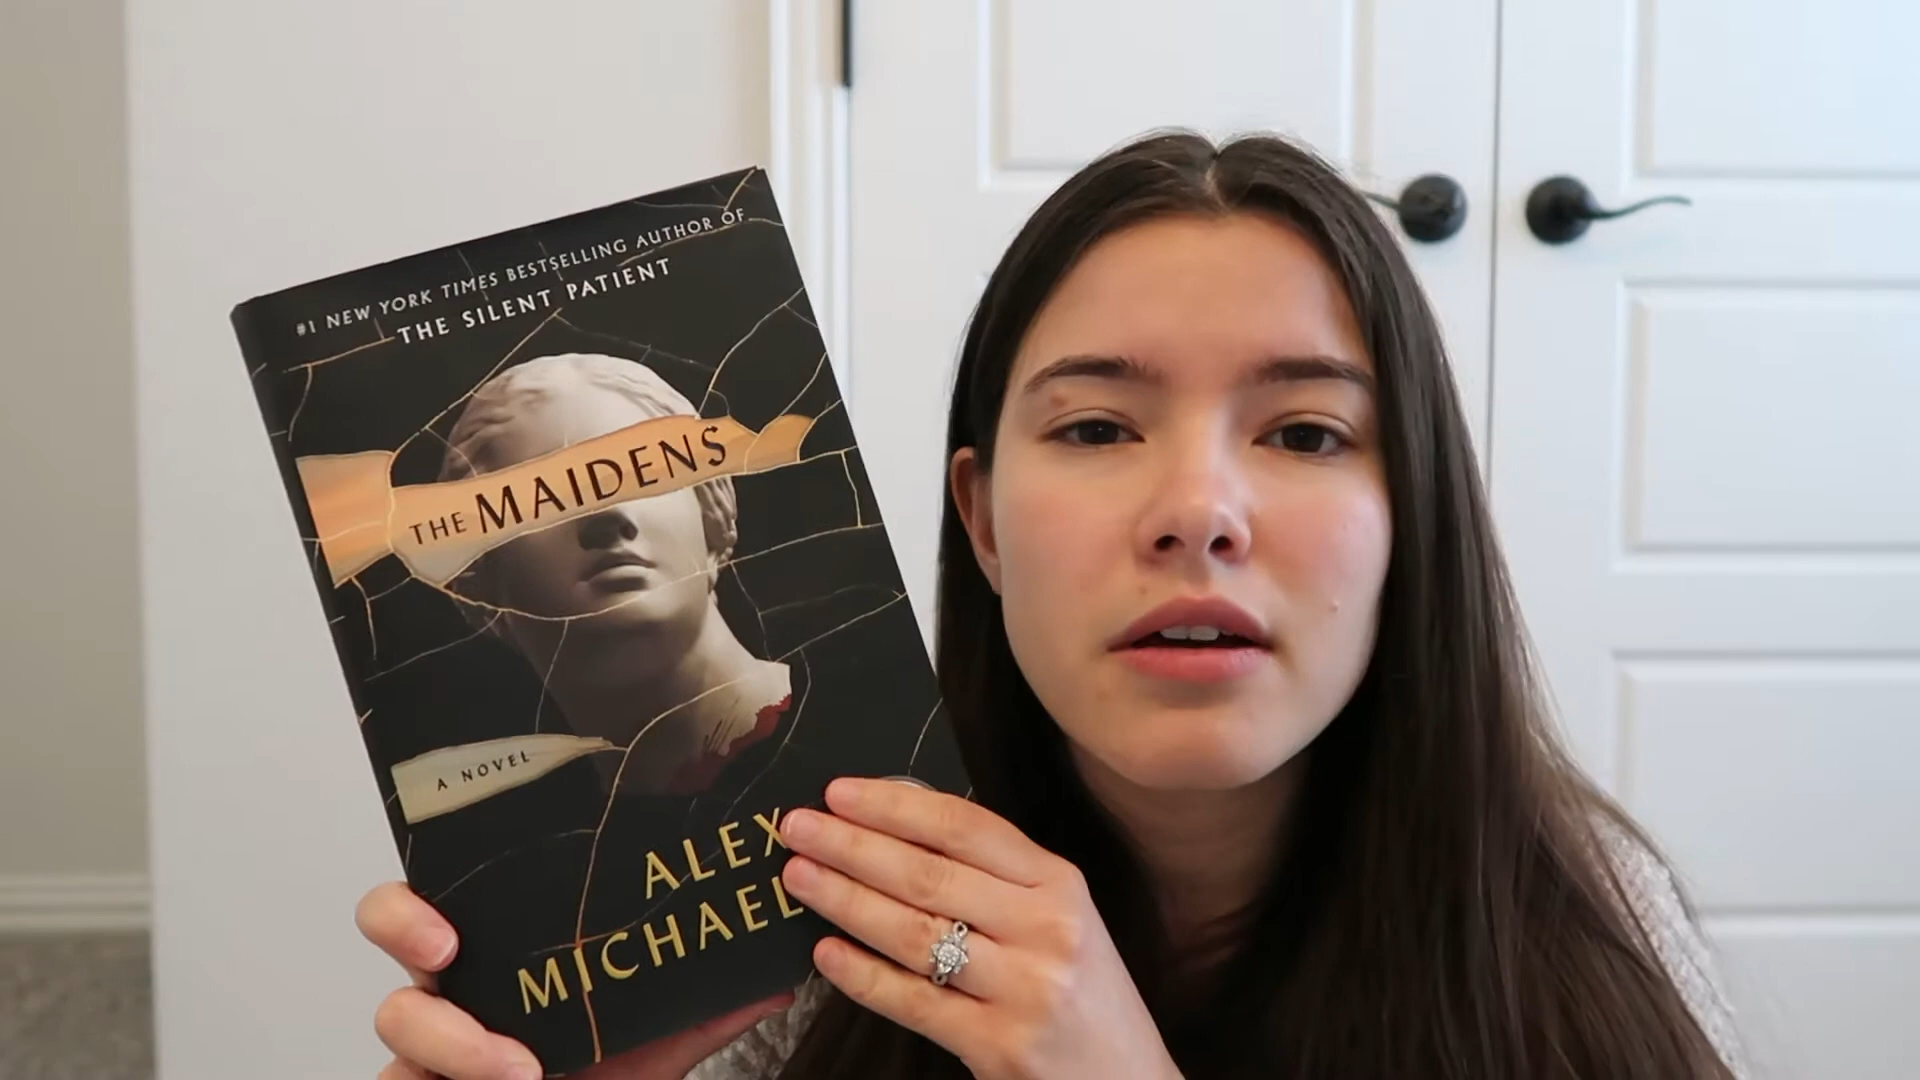 #1 NEW YORK TIMES BESTSELLING AUTHOR OF
THE SILENT PATIENT
THE MAIDENS
A NOVEL
ALEX
MICHAEL